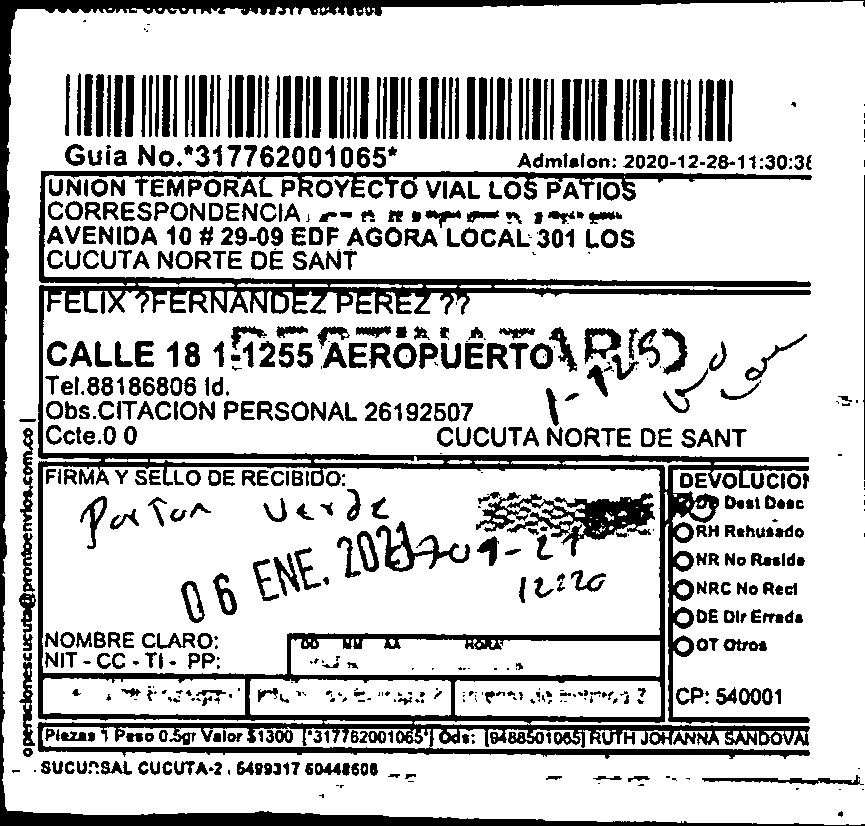 SUCURSAL CUCUTA-2 5499317 60448608
Guia No.*317762001065*
Admision: 2020-12-28-11:30:36
UNION TEMPORAL PROYECTO VIAL LOS PATIOS
CORRESPONDENCIA
AVENIDA 10 # 29-09 EDF AGORA LOCAL 301 LOS
CUCUTA NORTE DE SANT
FELIX ?FERNANDEZ PEREZ ??
CALLE 18 1-1255 AEROPUERTO
Tel.88186806 Id.
Obs.CITACION PERSONAL 26192507
Ccte.0 0
CUCUTA NORTE DE SANT
operacionescucuta@prontoenvios.com.co
FIRMA Y SELLO DE RECIBIDO:
Porton Verde
06 ENE. 2021
12:20
NOMBRE CLARO:
NIT - CC - TI - PP:
DD MM AA HORA
DEVOLUCION
Dest Desc
RH Rehusado
NR No Reside
NRC No Recl
DE Dir Errada
OT Otros
CP: 540001
Piezas 1 Peso 0.5gr Valor $1300 [*317762001065*] Ods: [9488501065] RUTH JOHANNA SANDOVAL
SUCURSAL CUCUTA-2 . 5499317 60448608